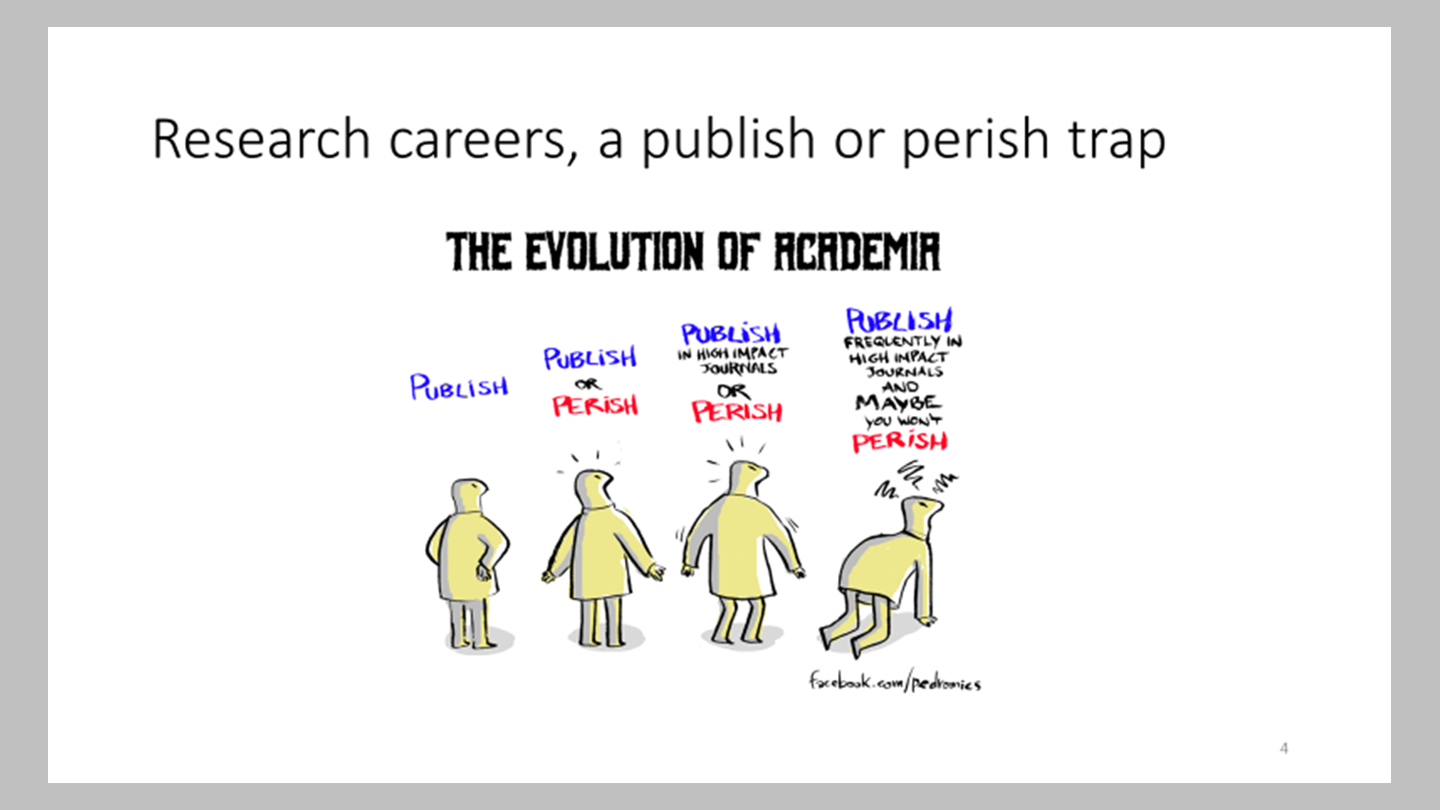 Research careers, a publish or perish trap
THE EVOLUTION OF ACADEMIA
PUBLISH
PUBLISH
OR
PERISH
PUBLISH
IN HIGH IMPACT
JOURNALS
OR
PERISH
PUBLISH
FREQUENTLY IN
HIGH IMPACT
JOURNALS
AND
MAYBE
YOU WON'T
PERISH
facebook.com/pedromics
4